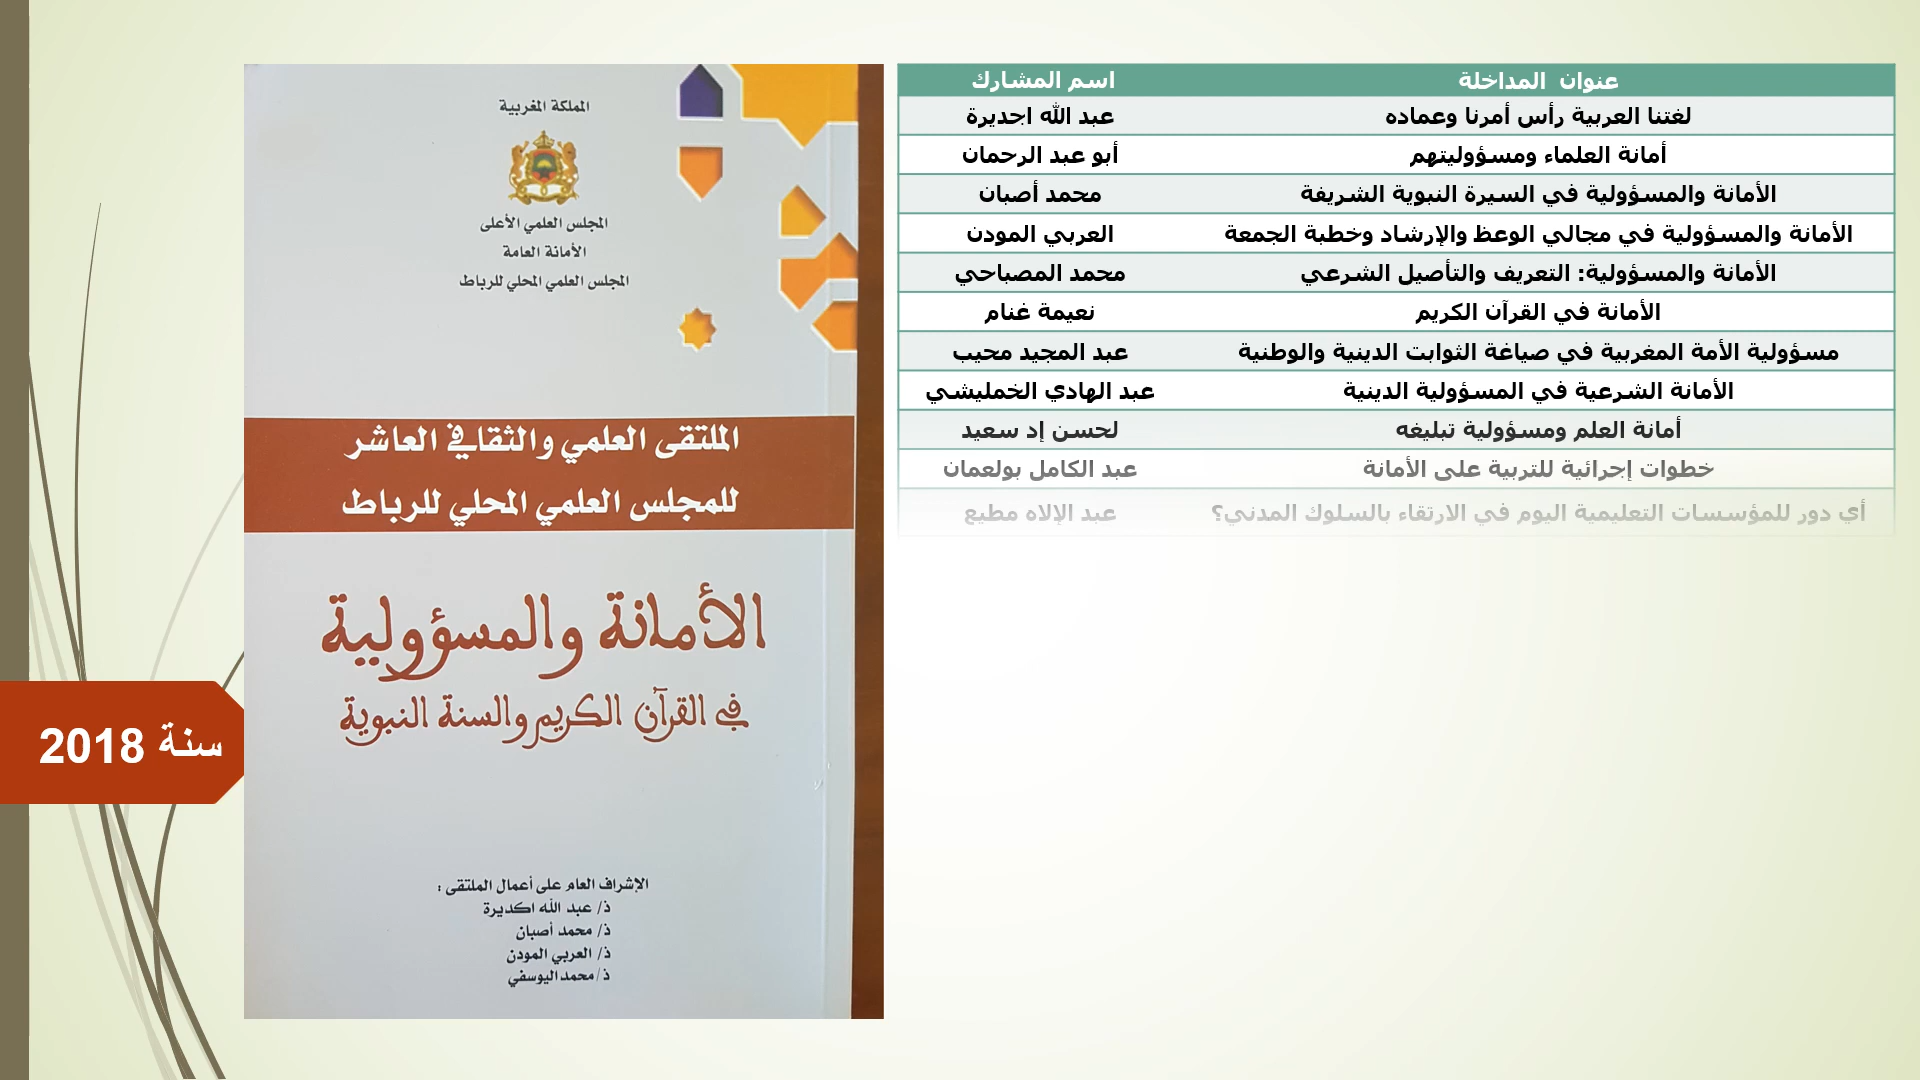 عنوان المداخلة اسم المشارك
لغتنا العربية رأس أمرنا وعماده عبد الله اجديرة
أمانة العلماء ومسؤوليتهم أبو عبد الرحمان
الأمانة والمسؤولية في السيرة النبوية الشريفة محمد أصبان
الأمانة والمسؤولية في مجالي الوعظ والإرشاد وخطبة الجمعة العربي المودن
الأمانة والمسؤولية: التعريف والتأصيل الشرعي محمد المصباحي
الأمانة في القرآن الكريم نعيمة غنام
مسؤولية الأمة المغربية في صياغة الثوابت الدينية والوطنية عبد المجيد محيب
الأمانة الشرعية في المسؤولية الدينية عبد الهادي الخمليشي
أمانة العلم ومسؤولية تبليغه لحسن إد سعيد
خطوات إجرائية للتربية على الأمانة عبد الكامل بولعمان
أي دور للمؤسسات التعليمية اليوم في الارتقاء بالسلوك المدني؟ عبد الإلاه مطيع
المملكة المغربية
المجلس العلمي الأعلى
الأمانة العامة
المجلس العلمي المحلي للرباط
الملتقى العلمي والثقافي العاشر
للمجلس العلمي المحلي للرباط
الأمانة والمسؤولية
في القرآن الكريم والسنة النبوية
الإشراف العام على أعمال الملتقى :
ذ/ عبد الله اكديرة
ذ/ محمد أصبان
ذ/ العربي المودن
ذ/ محمد اليوسفي
سنة 2018